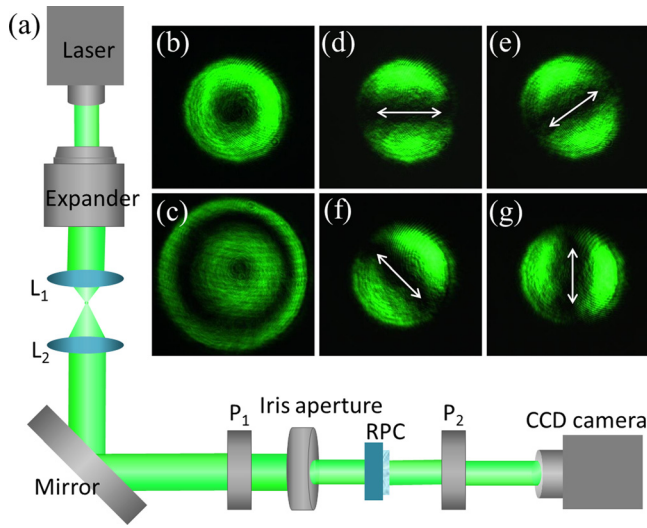 (a)
Laser
Expander
L1
L2
Mirror
(b)
(d)
(e)
(c)
(f)
(g)
P1
Iris aperture
RPC
P2
CCD camera